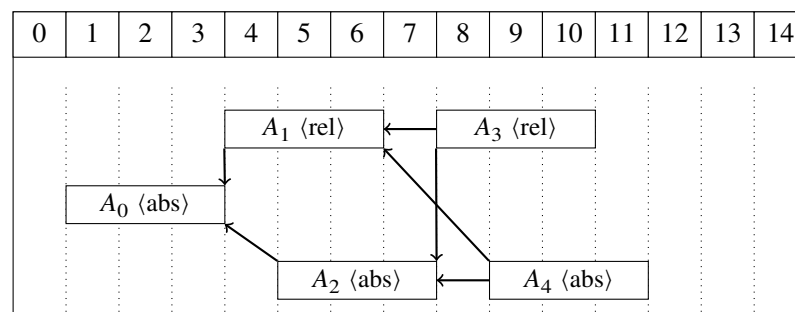 0 1 2 3 4 5 6 7 8 9 10 11 12 13 14
A₁ ⟨rel⟩ A₃ ⟨rel⟩
A₀ ⟨abs⟩
A₂ ⟨abs⟩ A₄ ⟨abs⟩